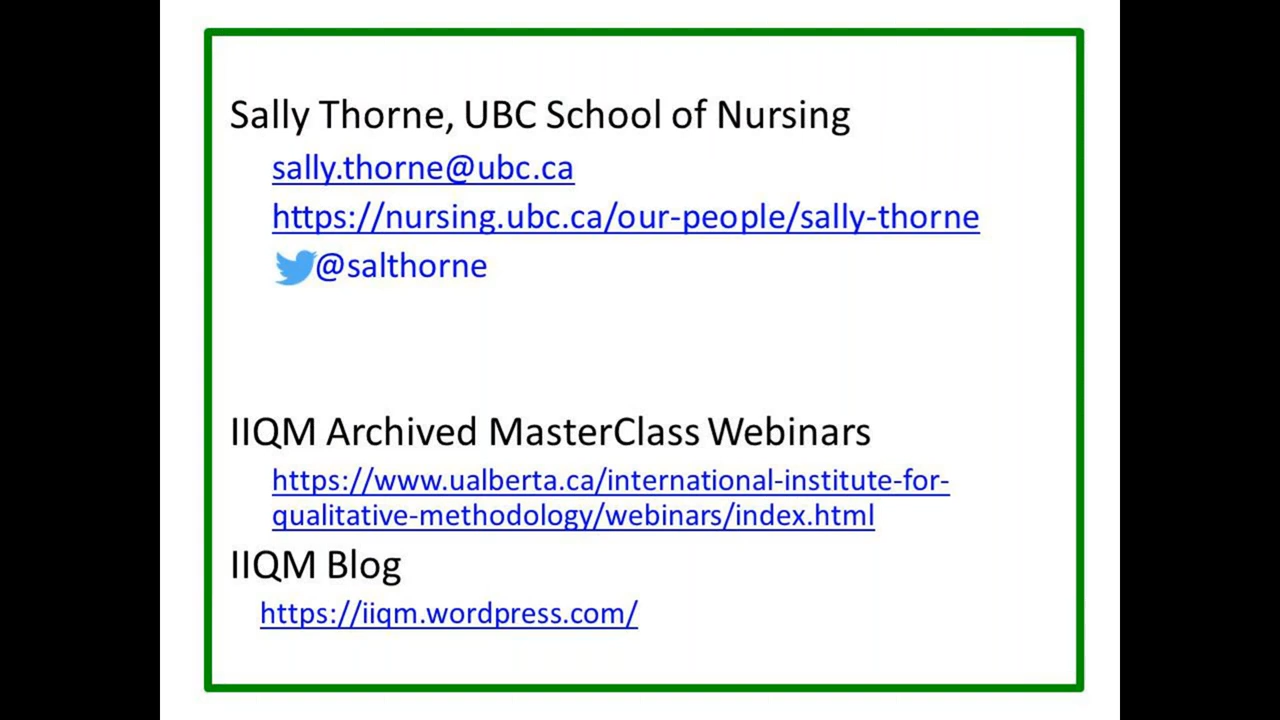 Sally Thorne, UBC School of Nursing
sally.thorne@ubc.ca
https://nursing.ubc.ca/our-people/sally-thorne
@salthorne
IIQM Archived MasterClass Webinars
https://www.ualberta.ca/international-institute-for-
qualitative-methodology/webinars/index.html
IIQM Blog
https://iiqm.wordpress.com/